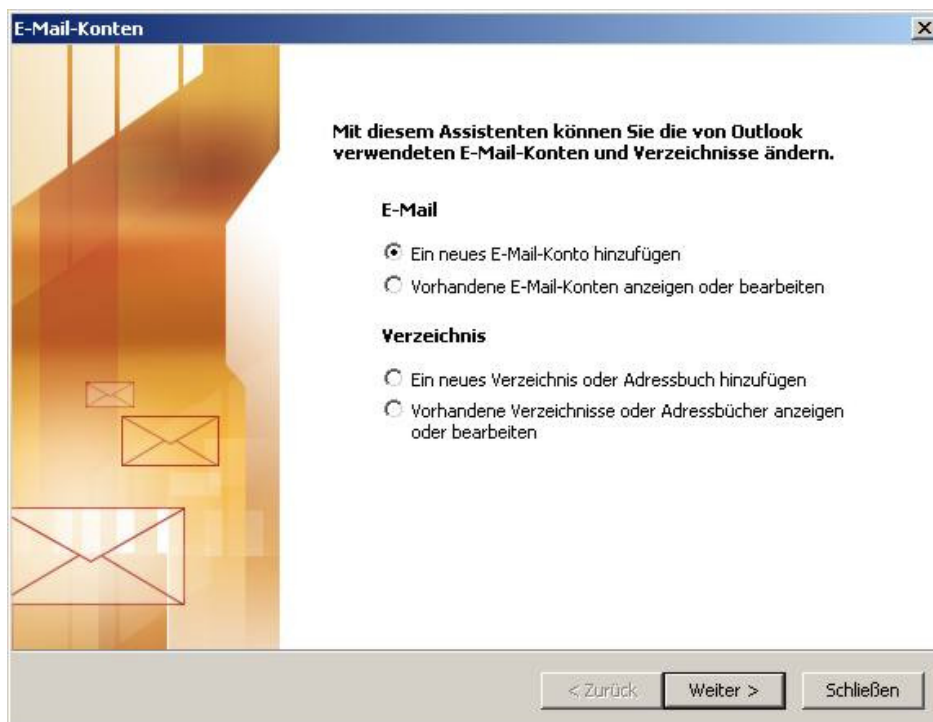 E-Mail-Konten
Mit diesem Assistenten können Sie die von Outlook
verwendeten E-Mail-Konten und Verzeichnisse ändern.
E-Mail
Ein neues E-Mail-Konto hinzufügen
Vorhandene E-Mail-Konten anzeigen oder bearbeiten
Verzeichnis
Ein neues Verzeichnis oder Adressbuch hinzufügen
Vorhandene Verzeichnisse oder Adressbücher anzeigen
oder bearbeiten
< Zurück Weiter > Schließen